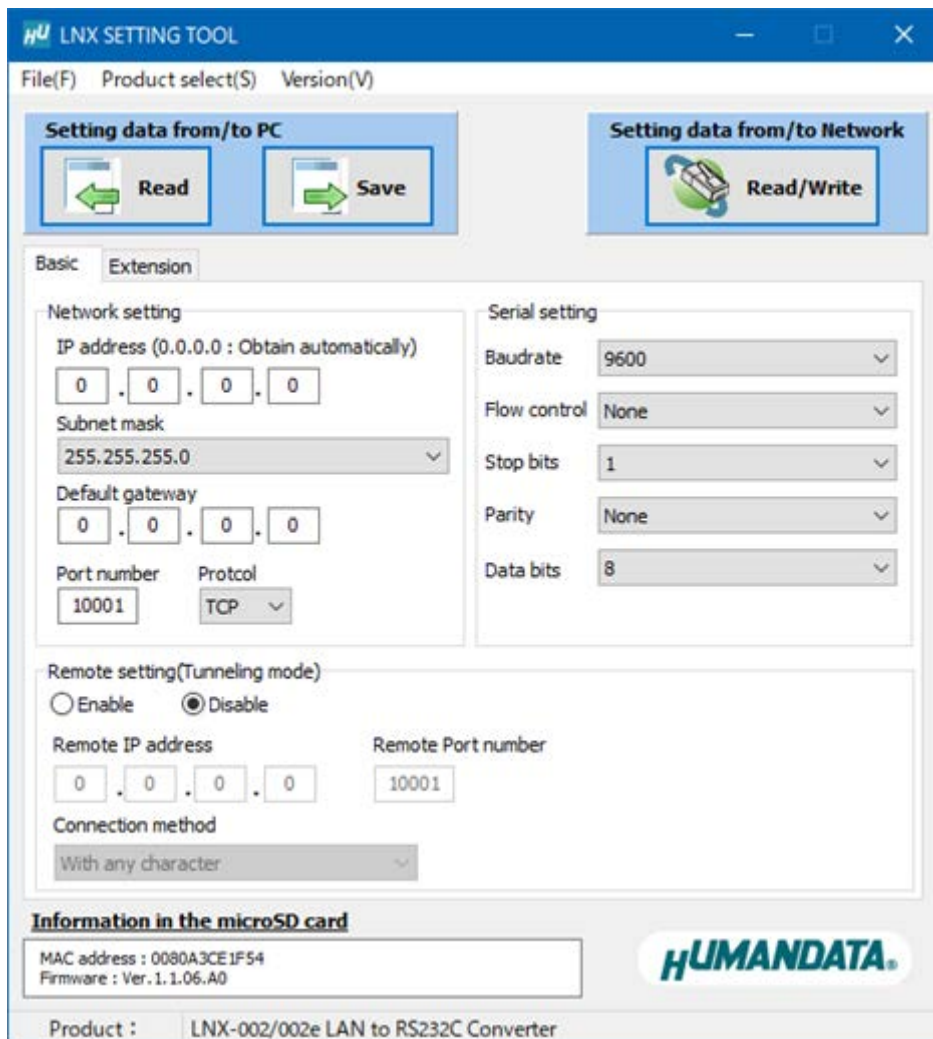 HU LNX SETTING TOOL
File(F) Product select(S) Version(V)
Setting data from/to PC
Read
Save
Setting data from/to Network
Read/Write
Basic
Extension
Network setting
IP address (0.0.0.0 : Obtain automatically)
0 . 0 . 0 . 0
Subnet mask
255.255.255.0
Default gateway
0 . 0 . 0 . 0
Port number Protcol
10001 TCP
Serial setting
Baudrate 9600
Flow control None
Stop bits 1
Parity None
Data bits 8
Remote setting(Tunneling mode)
Enable Disable
Remote IP address Remote Port number
0 . 0 . 0 . 0 10001
Connection method
With any character
Information in the microSD card
MAC address : 0080A3CE1F54
Firmware : Ver.1.1.06.A0
HUMANDATA®
Product : LNX-002/002e LAN to RS232C Converter